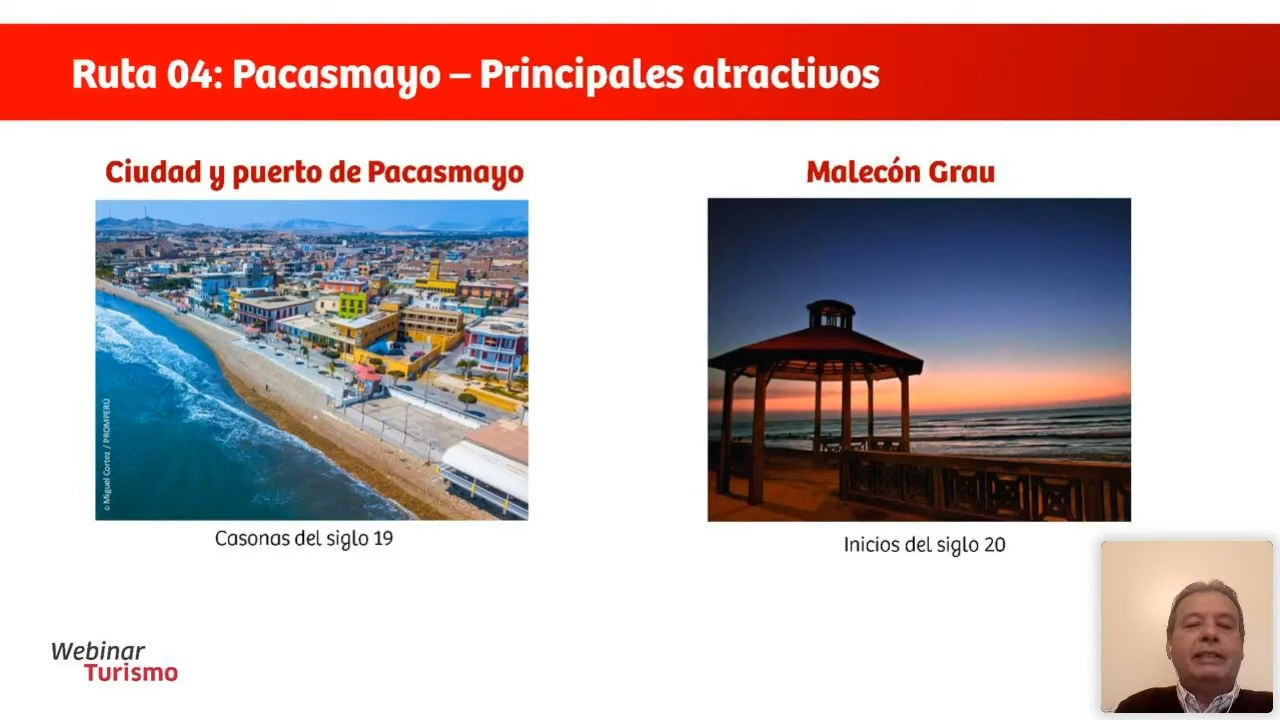 Ruta 04: Pacasmayo – Principales atractivos
Ciudad y puerto de Pacasmayo
Malecón Grau
© Miguel Cortez / PROMPERÚ
Casonas del siglo 19
Inicios del siglo 20
Webinar
Turismo